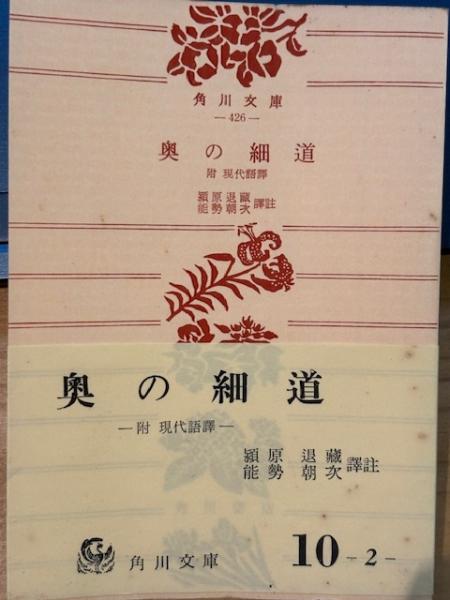 角川文庫
—426—
奥の細道
附 現代語譯
潁原退藏
能勢朝次 譯註
奥の細道
—附 現代語譯—
潁原退藏
能勢朝次 譯註
角川文庫
10-2-